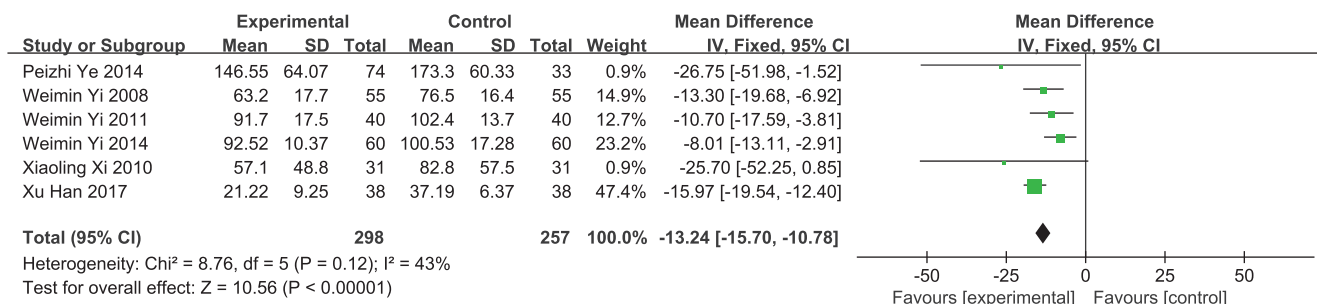 Experimental Control Mean Difference Mean Difference
Study or Subgroup Mean SD Total Mean SD Total Weight IV, Fixed, 95% CI IV, Fixed, 95% CI
Peizhi Ye 2014 146.55 64.07 74 173.3 60.33 33 0.9% -26.75 [-51.98, -1.52]
Weimin Yi 2008 63.2 17.7 55 76.5 16.4 55 14.9% -13.30 [-19.68, -6.92]
Weimin Yi 2011 91.7 17.5 40 102.4 13.7 40 12.7% -10.70 [-17.59, -3.81]
Weimin Yi 2014 92.52 10.37 60 100.53 17.28 60 23.2% -8.01 [-13.11, -2.91]
Xiaoling Xi 2010 57.1 48.8 31 82.8 57.5 31 0.9% -25.70 [-52.25, 0.85]
Xu Han 2017 21.22 9.25 38 37.19 6.37 38 47.4% -15.97 [-19.54, -12.40]
Total (95% CI) 298 257 100.0% -13.24 [-15.70, -10.78]
Heterogeneity: Chi² = 8.76, df = 5 (P = 0.12); I² = 43%
Test for overall effect: Z = 10.56 (P < 0.00001)
-50 -25 0 25 50
Favours [experimental] Favours [control]